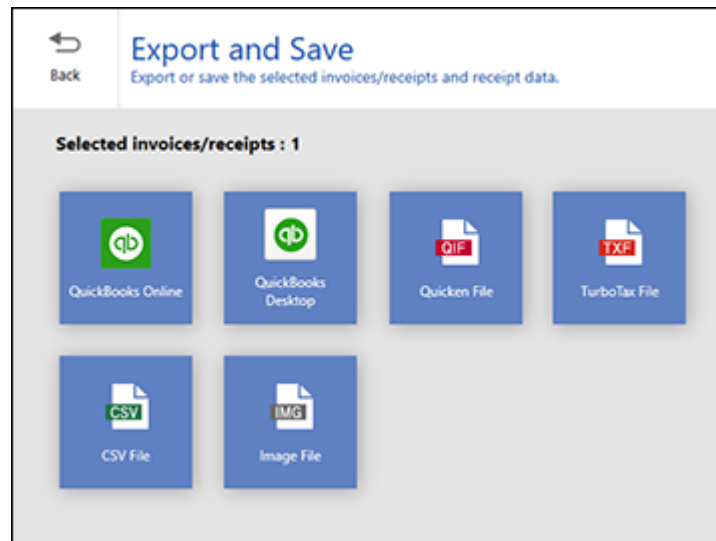 Back
Export and Save
Export or save the selected invoices/receipts and receipt data.
Selected invoices/receipts : 1
qb
QuickBooks Online
qb
QuickBooks
Desktop
QIF
Quicken File
TXF
TurboTax File
CSV
CSV File
IMG
Image File